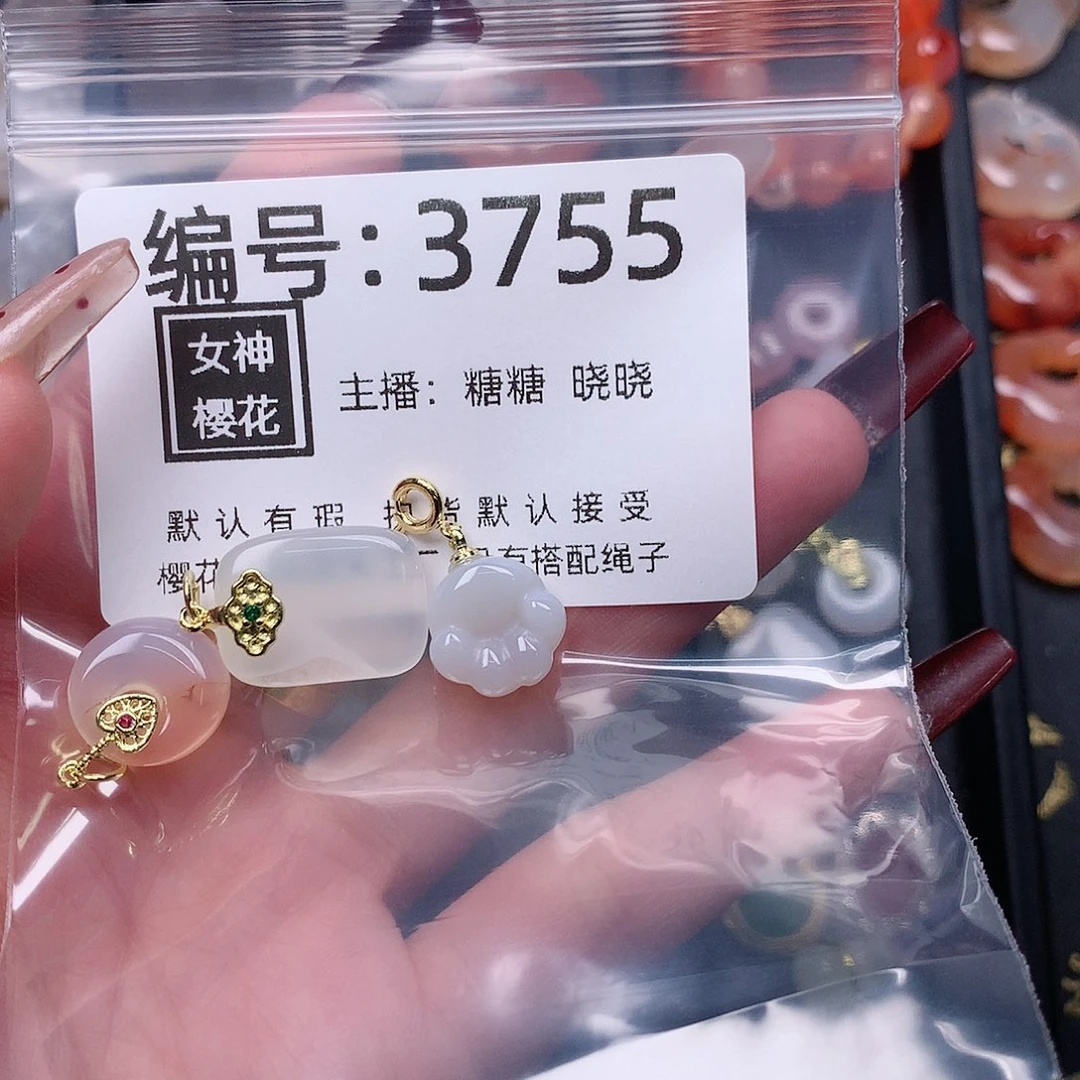 编号:3755
女神
樱花
主播: 糖糖 晓晓
默认有瑕 拍 默认接受
樱花 有搭配绳子